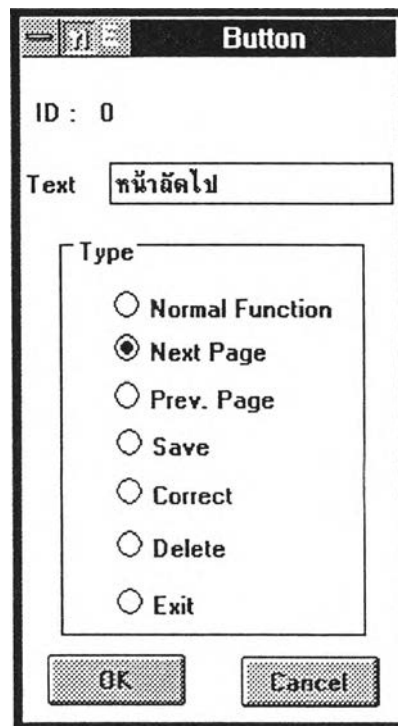 ก E Button
ID : 0
Text หน้าถัดไป
Type
Normal Function
Next Page
Prev. Page
Save
Correct
Delete
Exit
OK Cancel